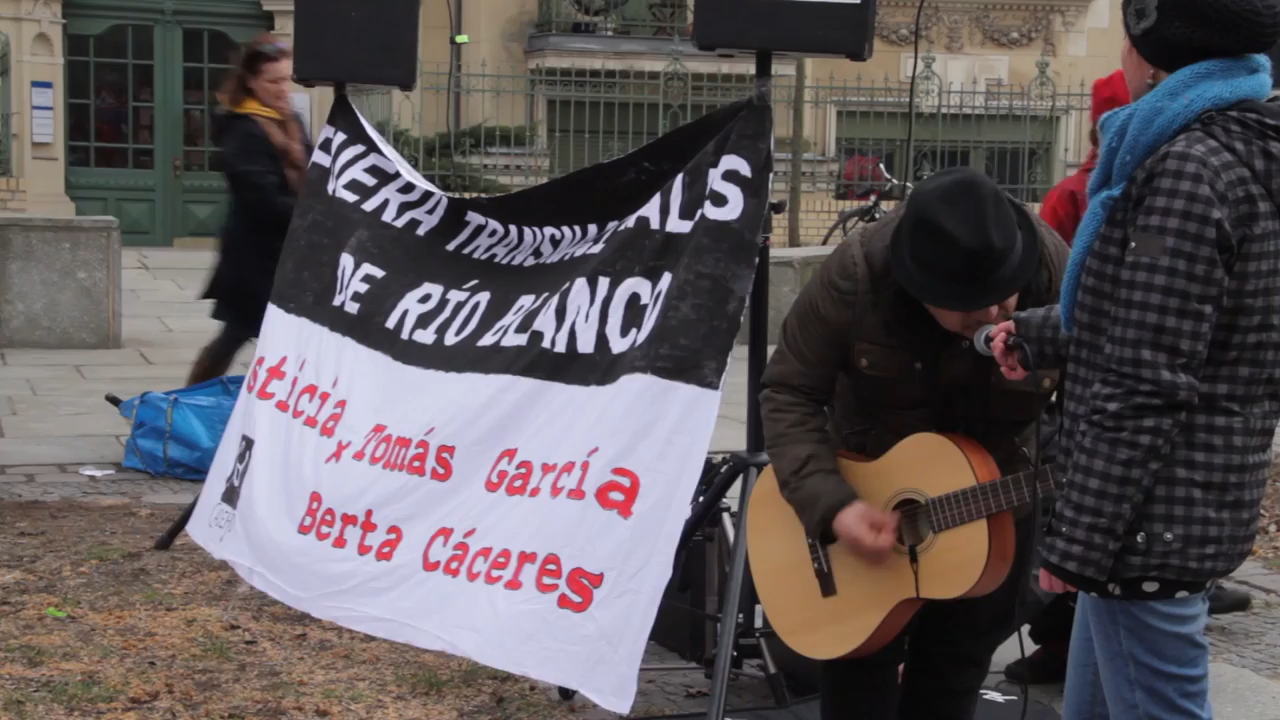 FUERA TRANSNACIONALS
DE RÍO BLANCO
sticia x Tomás García
Berta Cáceres